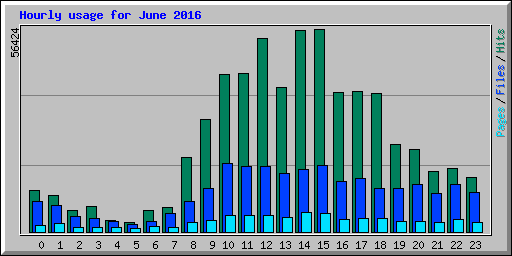 Hourly usage for June 2016
56424
0 1 2 3 4 5 6 7 8 9 10 11 12 13 14 15 16 17 18 19 20 21 22 23
Pages / Files / Hits